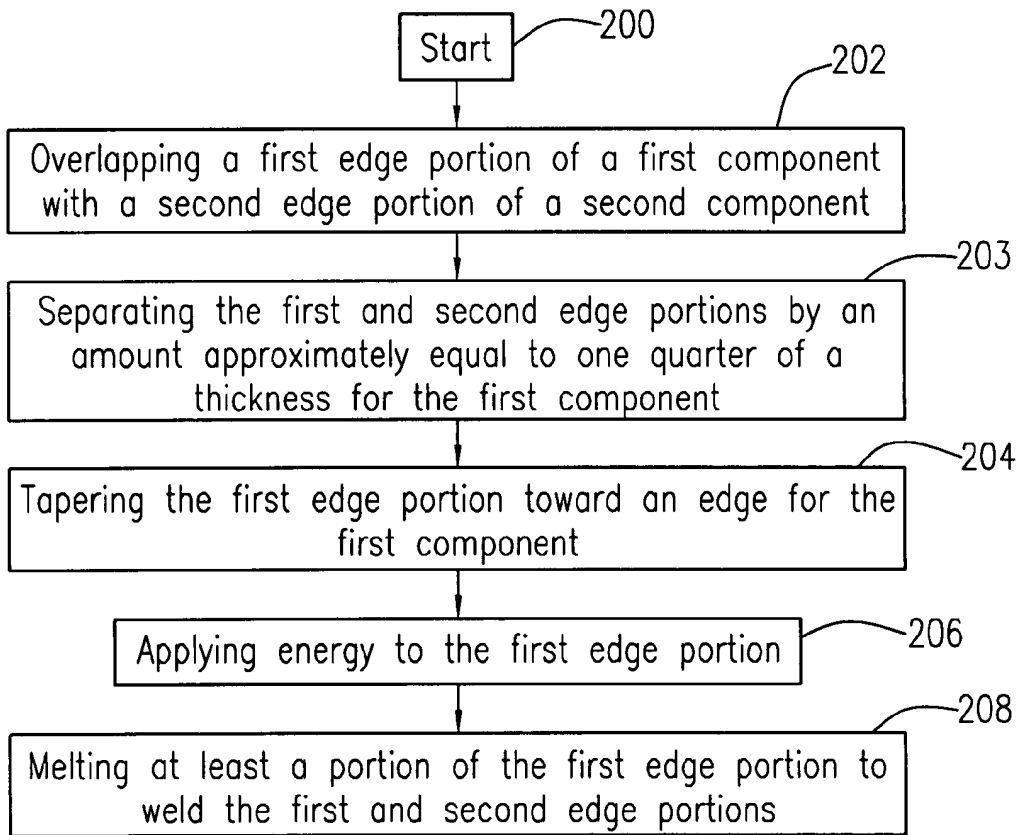 Start
200
202
Overlapping a first edge portion of a first component
with a second edge portion of a second component
203
Separating the first and second edge portions by an
amount approximately equal to one quarter of a
thickness for the first component
204
Tapering the first edge portion toward an edge for the
first component
Applying energy to the first edge portion
206
208
Melting at least a portion of the first edge portion to
weld the first and second edge portions